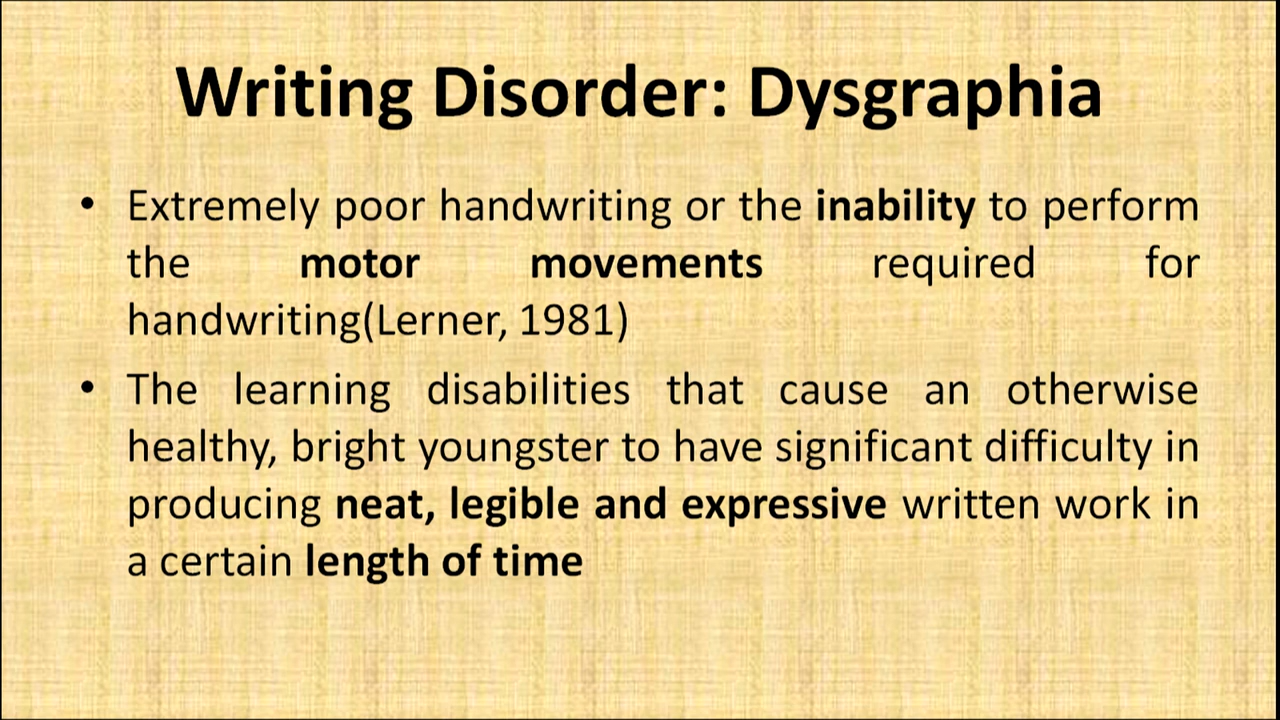 Writing Disorder: Dysgraphia
• Extremely poor handwriting or the inability to perform
the motor movements required for
handwriting(Lerner, 1981)
• The learning disabilities that cause an otherwise
healthy, bright youngster to have significant difficulty in
producing neat, legible and expressive written work in
a certain length of time